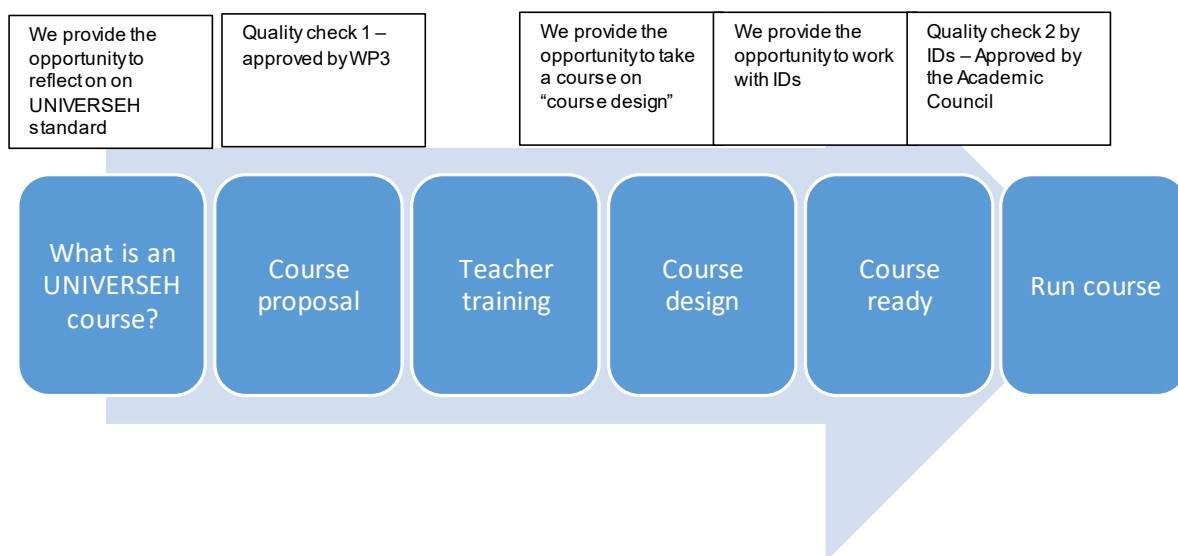 We provide the
opportunity to
reflect on on
UNIVERSEH
standard
Quality check 1 –
approved by WP3
We provide the
opportunity to take
a course on
“course design”
We provide the
opportunity to work
with IDs
Quality check 2 by
IDs – Approved by
the Academic
Council
What is an
UNIVERSEH
course?
Course
proposal
Teacher
training
Course
design
Course
ready
Run course